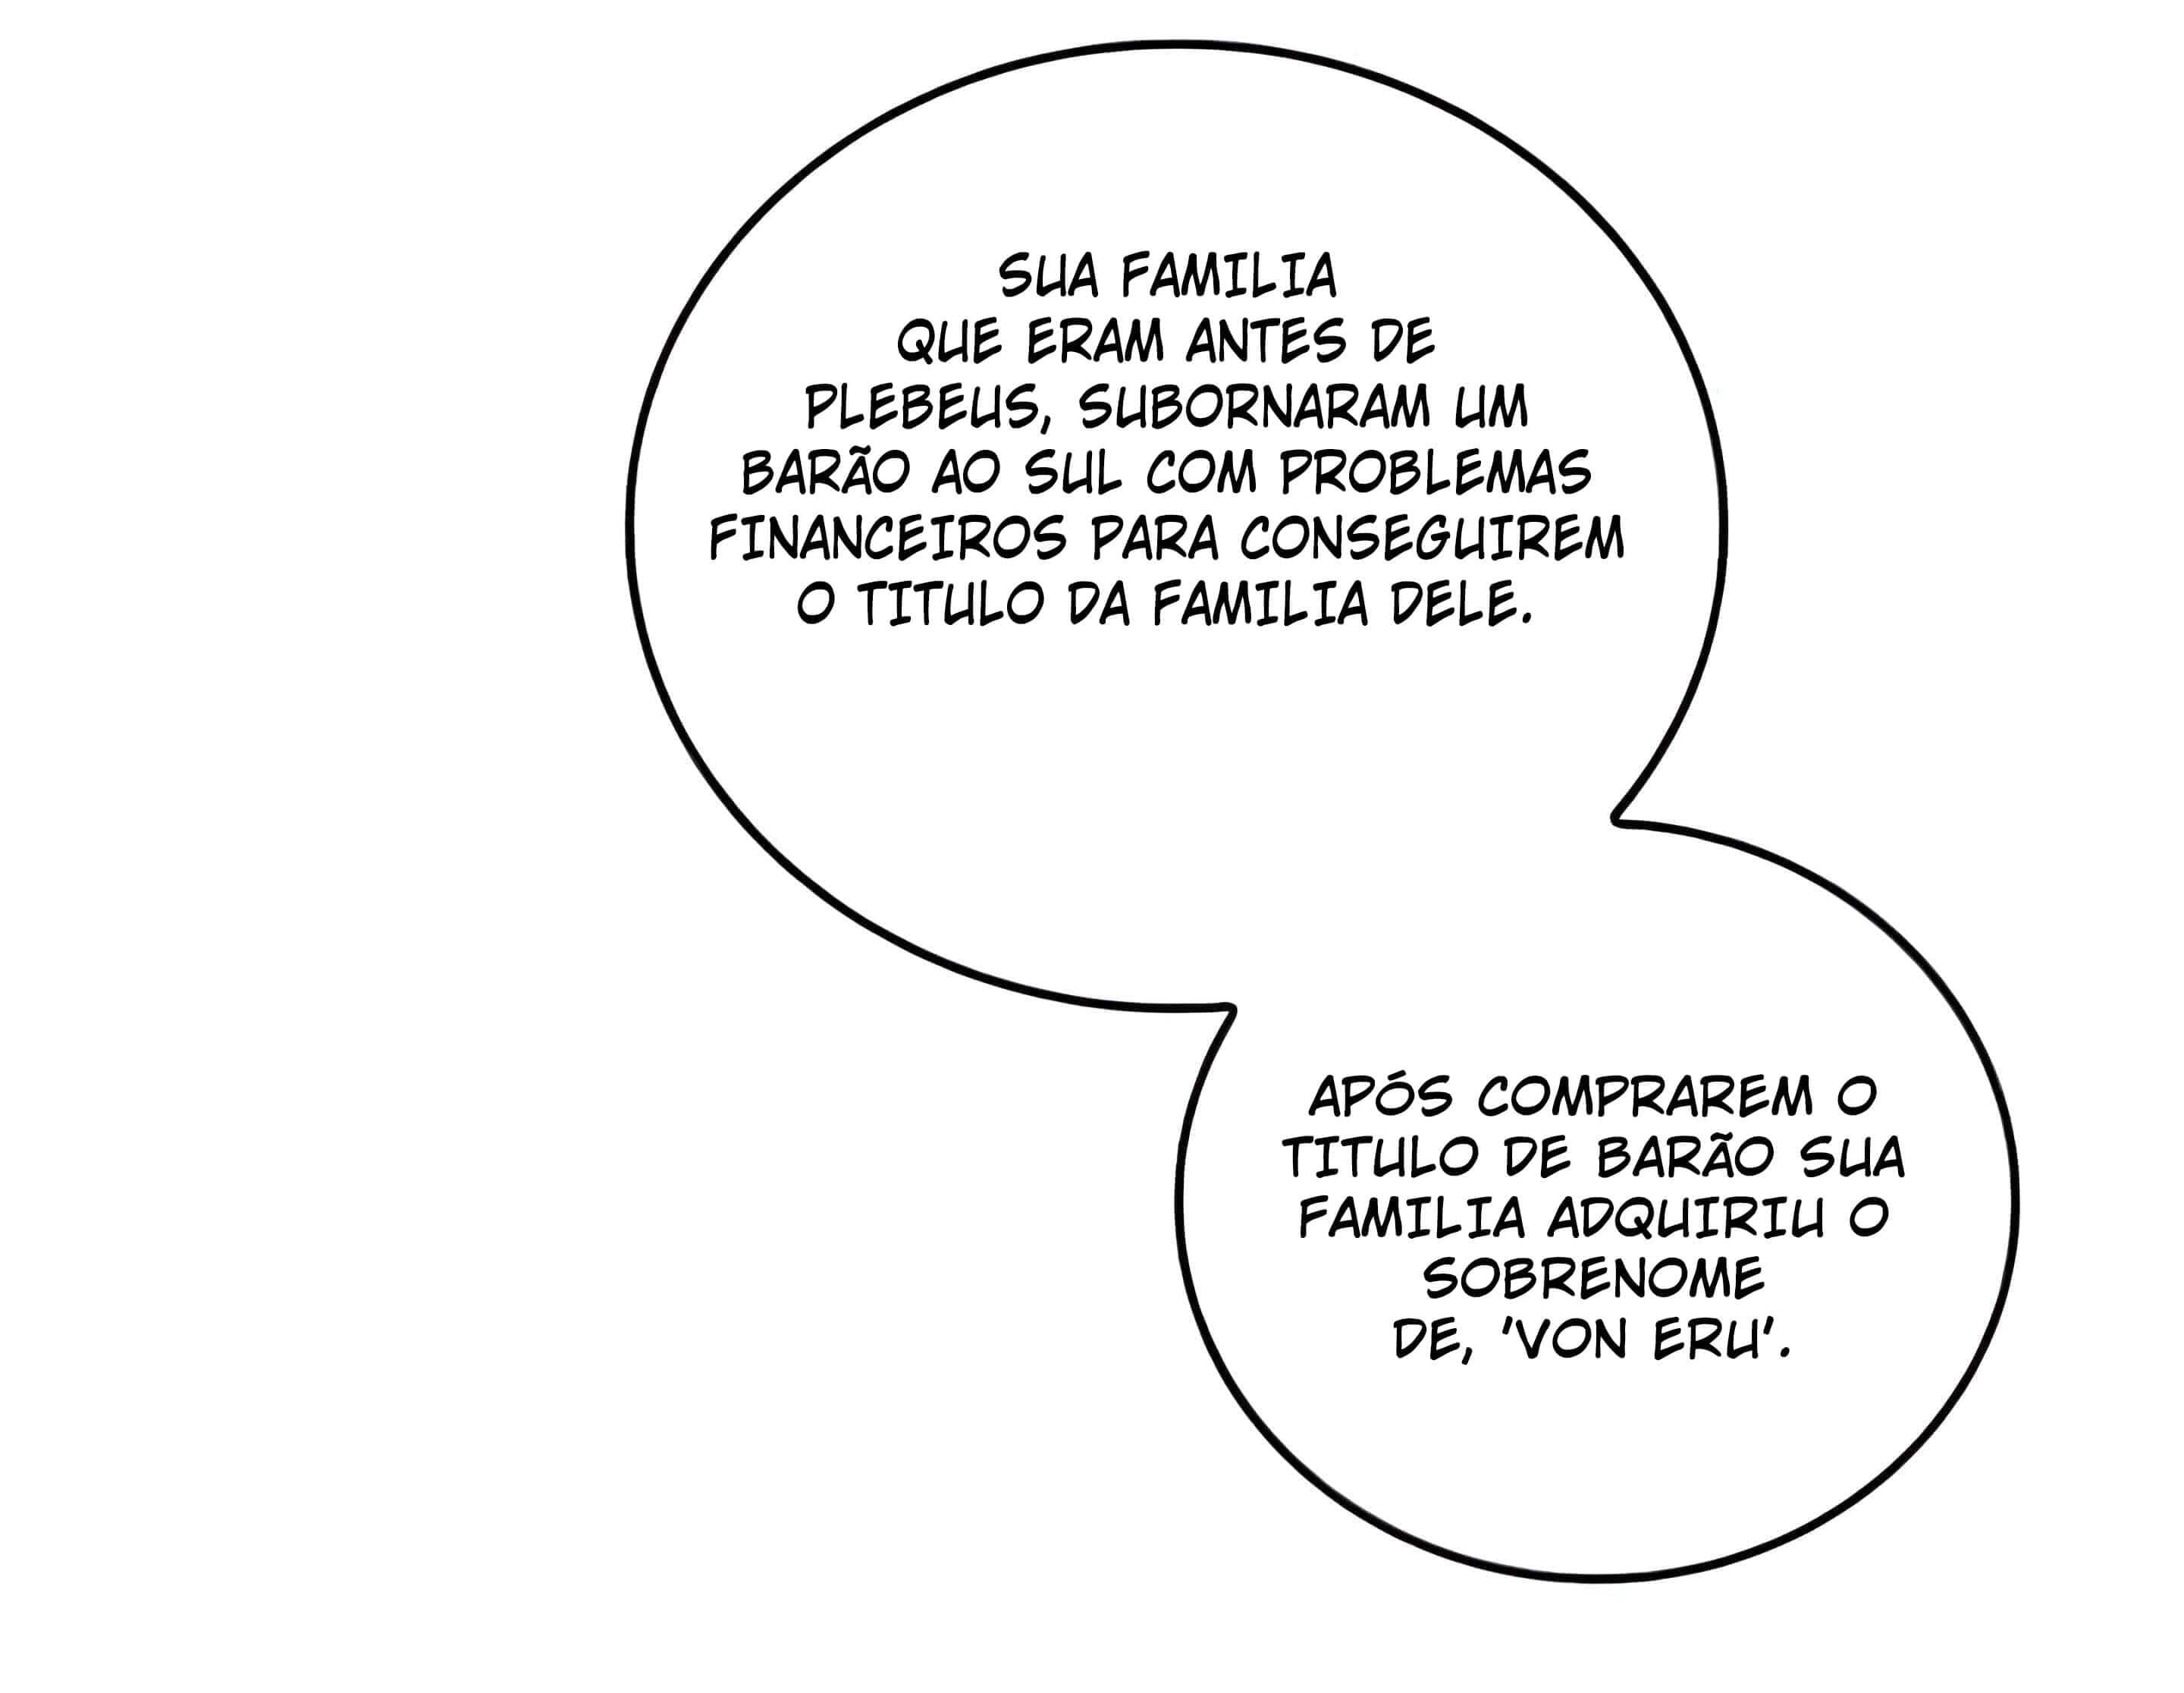 SUA FAMILIA
QUE ERAM ANTES DE
PLEBEUS, SUBORNARAM UM
BARÃO AO SUL COM PROBLEMAS
FINANCEIROS PARA CONSEGUIREM
O TITULO DA FAMILIA DELE.
APÓS COMPRAREM O
TITULO DE BARÃO SUA
FAMILIA ADQUIRIU O
SOBRENOME
DE, 'VON ERU'.